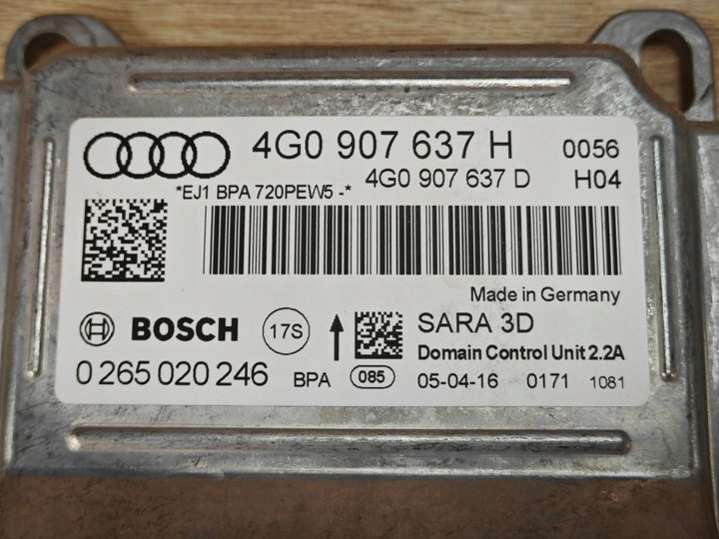 4G0 907 637 H 0056
4G0 907 637 D H04
*EJ1 BPA 720PEW5 -*
Made in Germany
BOSCH 17S SARA 3D
Domain Control Unit 2.2A
0 265 020 246 BPA 085 05-04-16 0171 1081